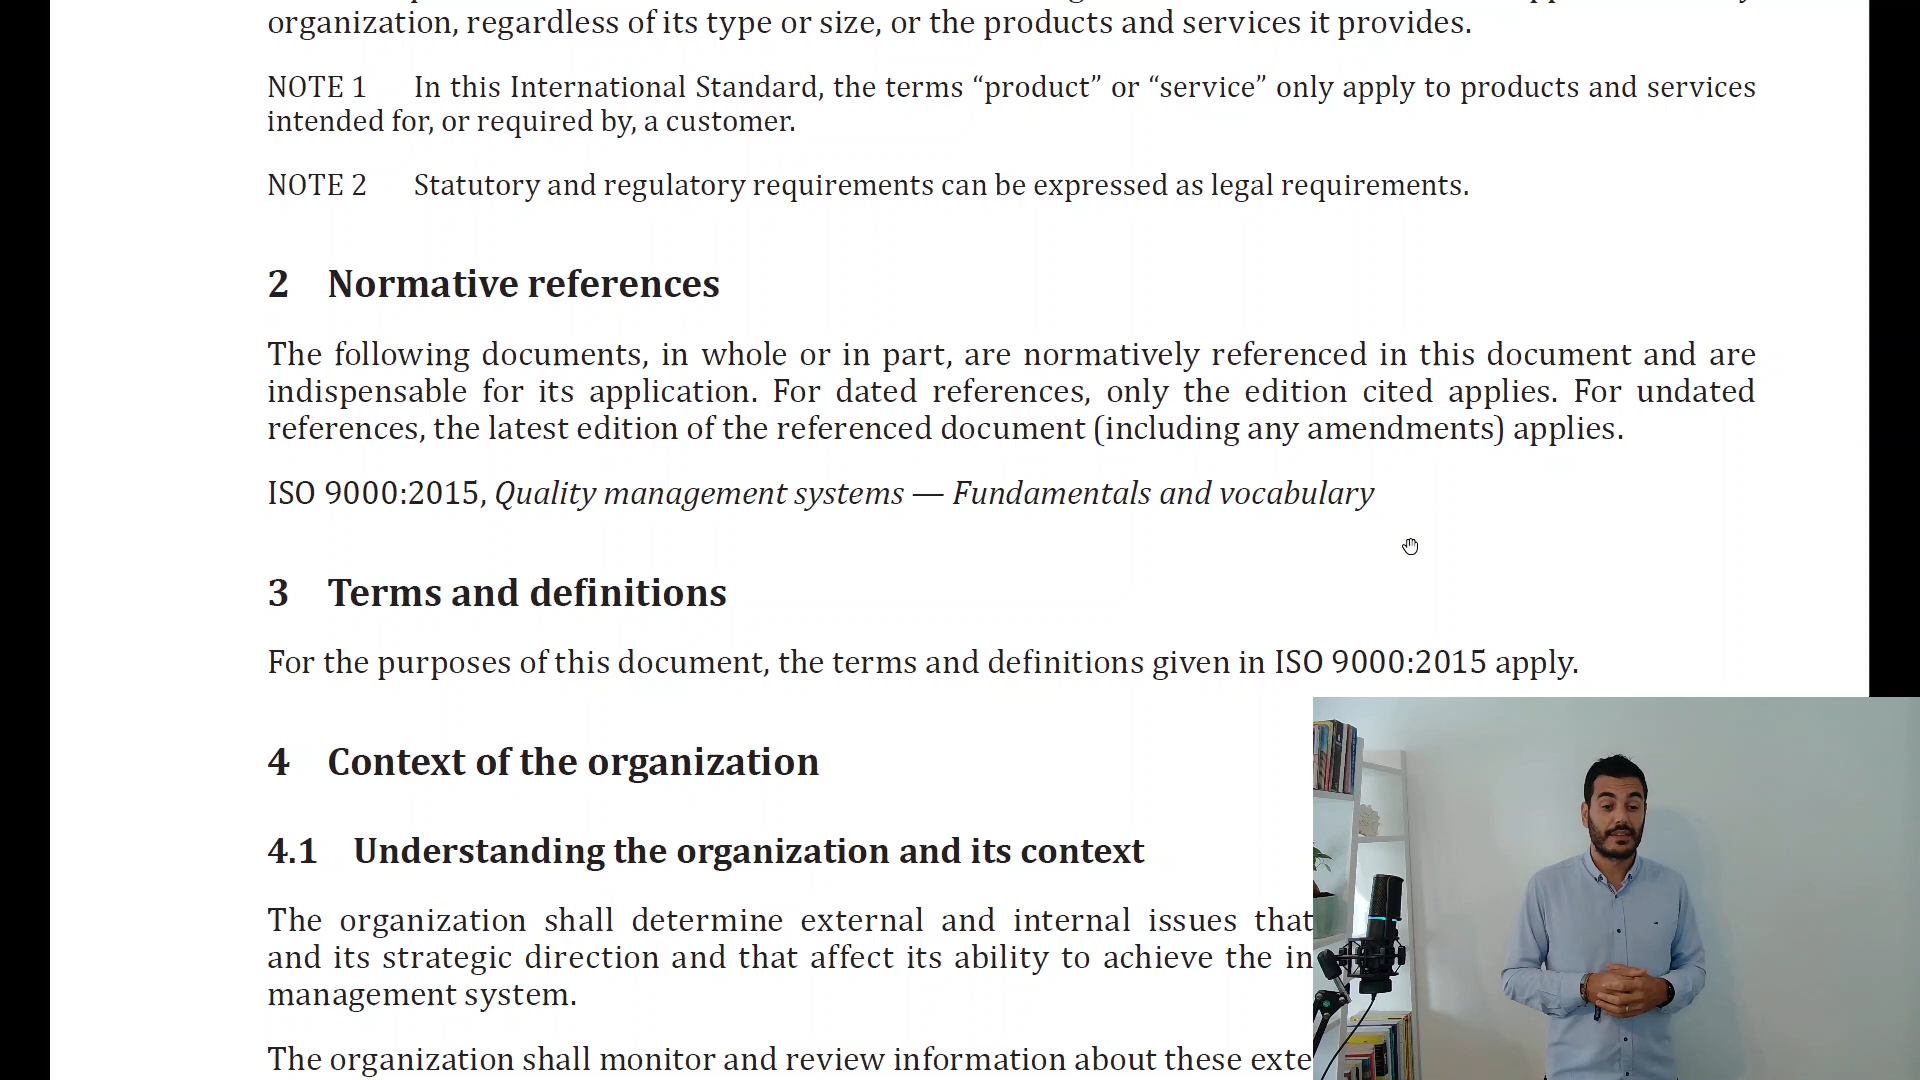 organization, regardless of its type or size, or the products and services it provides.
NOTE 1 In this International Standard, the terms “product” or “service” only apply to products and services
intended for, or required by, a customer.
NOTE 2 Statutory and regulatory requirements can be expressed as legal requirements.
2 Normative references
The following documents, in whole or in part, are normatively referenced in this document and are
indispensable for its application. For dated references, only the edition cited applies. For undated
references, the latest edition of the referenced document (including any amendments) applies.
ISO 9000:2015, Quality management systems — Fundamentals and vocabulary
3 Terms and definitions
For the purposes of this document, the terms and definitions given in ISO 9000:2015 apply.
4 Context of the organization
4.1 Understanding the organization and its context
The organization shall determine external and internal issues that
and its strategic direction and that affect its ability to achieve the in
management system.
The organization shall monitor and review information about these exte